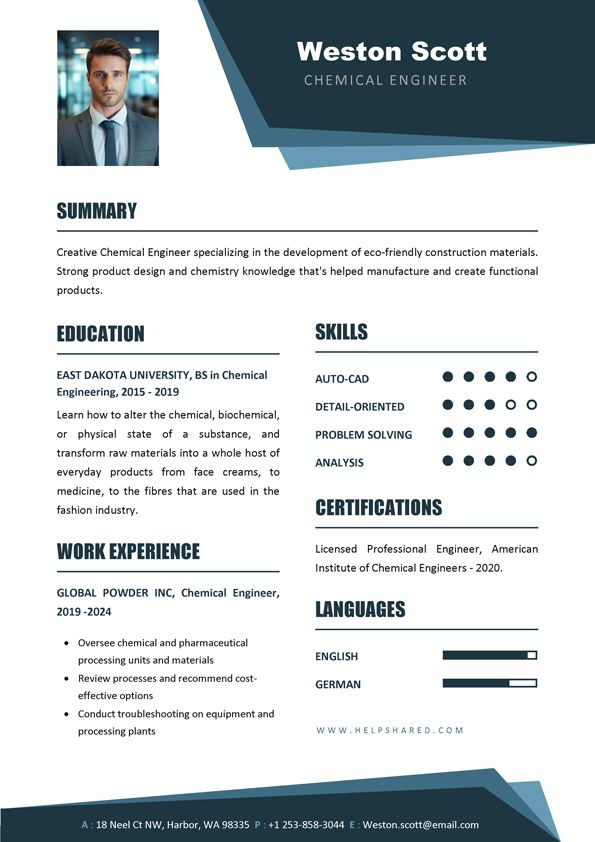 Weston Scott
CHEMICAL ENGINEER
SUMMARY
Creative Chemical Engineer specializing in the development of eco-friendly construction materials.
Strong product design and chemistry knowledge that's helped manufacture and create functional
products.
EDUCATION
EAST DAKOTA UNIVERSITY, BS in Chemical
Engineering, 2015 - 2019
Learn how to alter the chemical, biochemical,
or physical state of a substance, and
transform raw materials into a whole host of
everyday products from face creams, to
medicine, to the fibres that are used in the
fashion industry.
WORK EXPERIENCE
GLOBAL POWDER INC, Chemical Engineer,
2019 -2024
• Oversee chemical and pharmaceutical
processing units and materials
• Review processes and recommend cost-
effective options
• Conduct troubleshooting on equipment and
processing plants
SKILLS
AUTO-CAD
DETAIL-ORIENTED
PROBLEM SOLVING
ANALYSIS
CERTIFICATIONS
Licensed Professional Engineer, American
Institute of Chemical Engineers - 2020.
LANGUAGES
ENGLISH
GERMAN
WWW.HELPSHARED.COM
A : 18 Neel Ct NW, Harbor, WA 98335 P : +1 253-858-3044 E : Weston.scott@email.com